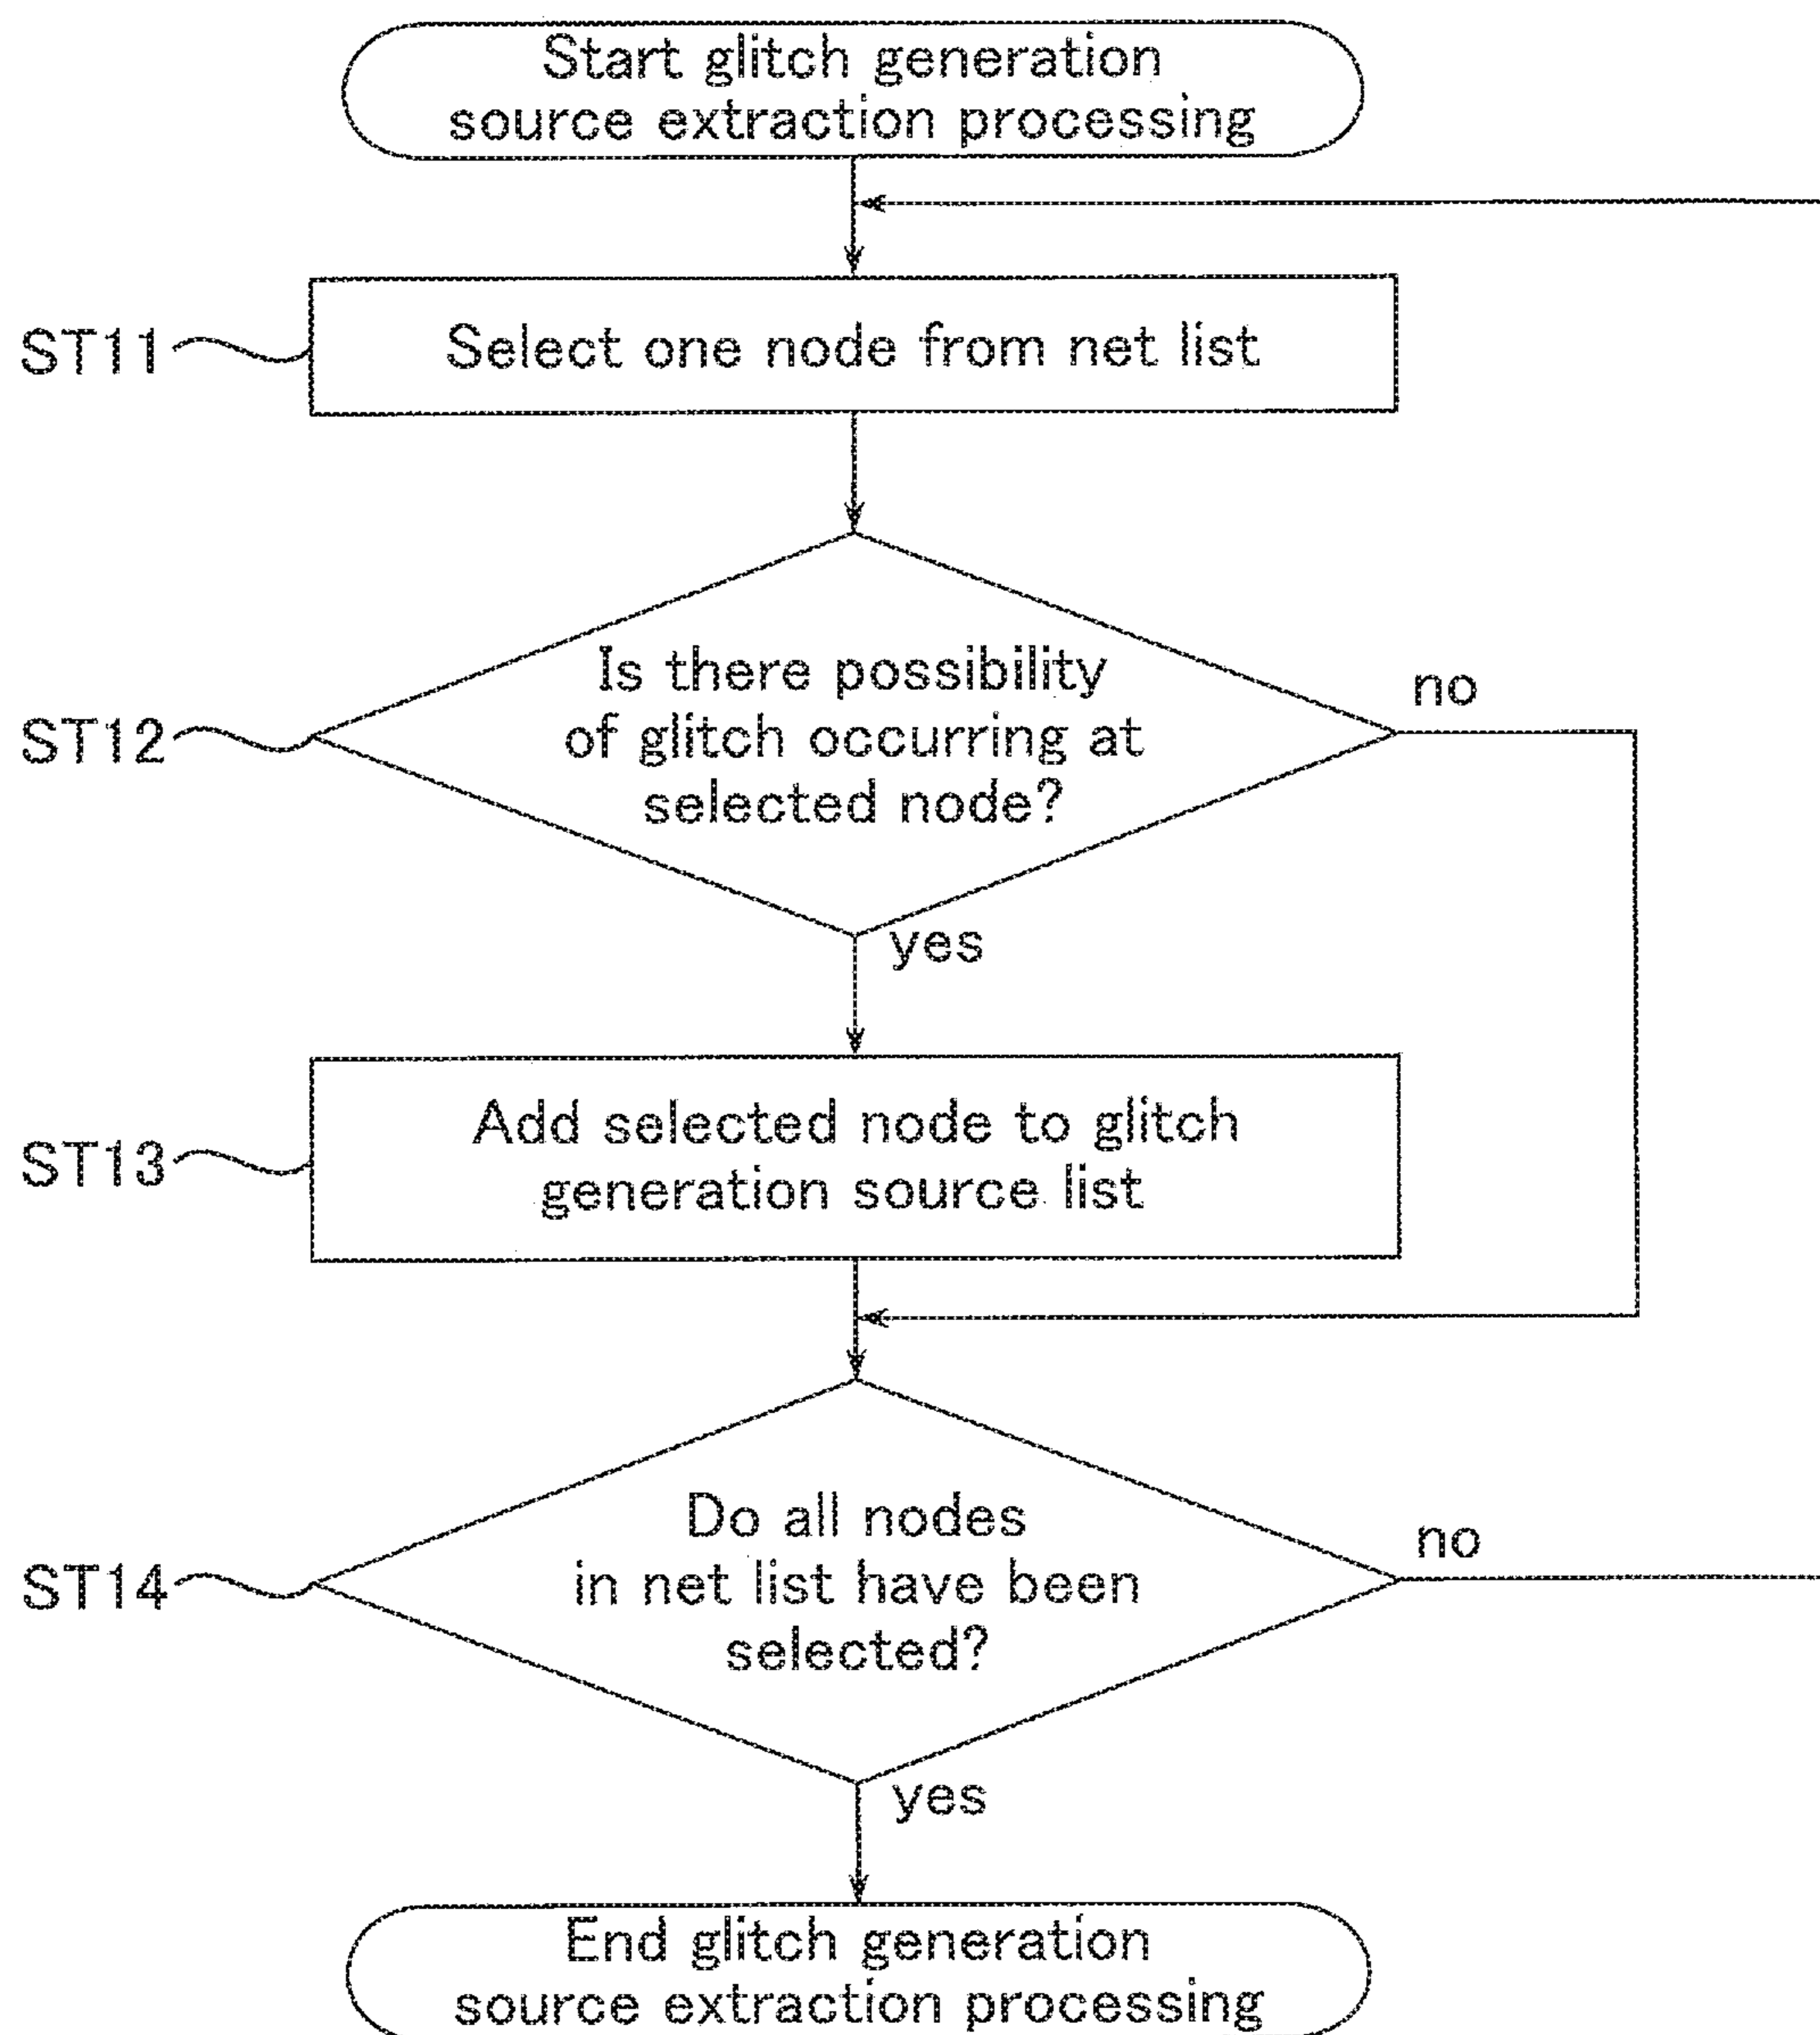 Start glitch generation
source extraction processing
ST11
Select one node from net list
ST12
Is there possibility
of glitch occurring at
selected node?
no
yes
ST13
Add selected node to glitch
generation source list
ST14
Do all nodes
in net list have been
selected?
no
yes
End glitch generation
source extraction processing